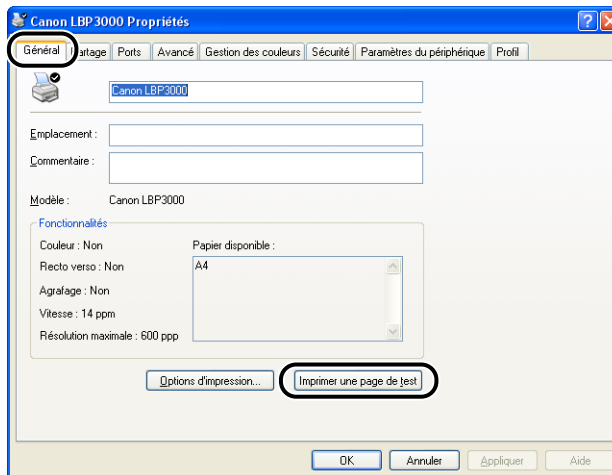 Canon LBP3000 Propriétés
Général Partage Ports Avancé Gestion des couleurs Sécurité Paramètres du périphérique Profil
Canon LBP3000
Emplacement :
Commentaire :
Modèle : Canon LBP3000
Fonctionnalités
Couleur : Non Papier disponible :
Recto verso : Non A4
Agrafage : Non
Vitesse : 14 ppm
Résolution maximale : 600 ppp
Options d'impression... Imprimer une page de test
OK Annuler Appliquer Aide